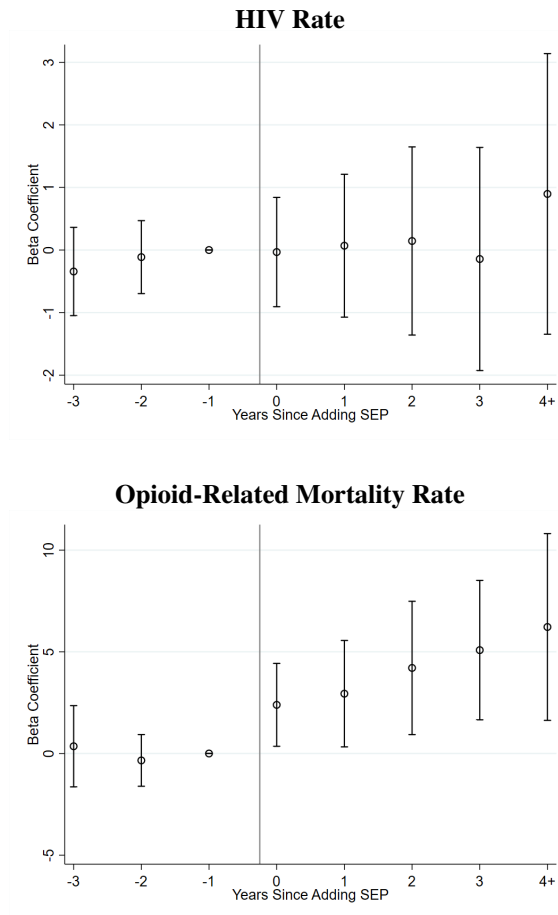 HIV Rate
3
2
1
0
-1
-2
Beta Coefficient
-3 -2 -1 0 1 2 3 4+
Years Since Adding SEP
Opioid-Related Mortality Rate
10
5
0
-5
Beta Coefficient
-3 -2 -1 0 1 2 3 4+
Years Since Adding SEP